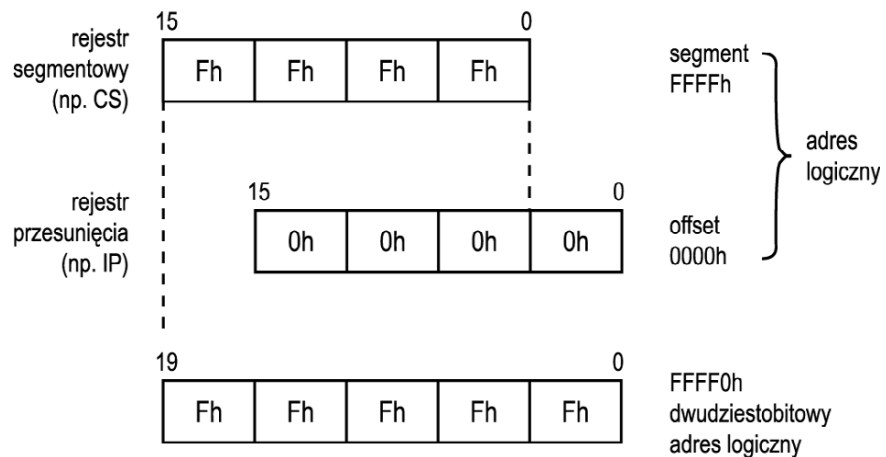 15
0
rejestr
segmentowy
(np. CS)
Fh Fh Fh Fh
segment
FFFFh
adres
logiczny
15
0
rejestr
przesunięcia
(np. IP)
0h 0h 0h 0h
offset
0000h
19
0
Fh Fh Fh Fh Fh
FFFF0h
dwudziestobitowy
adres logiczny